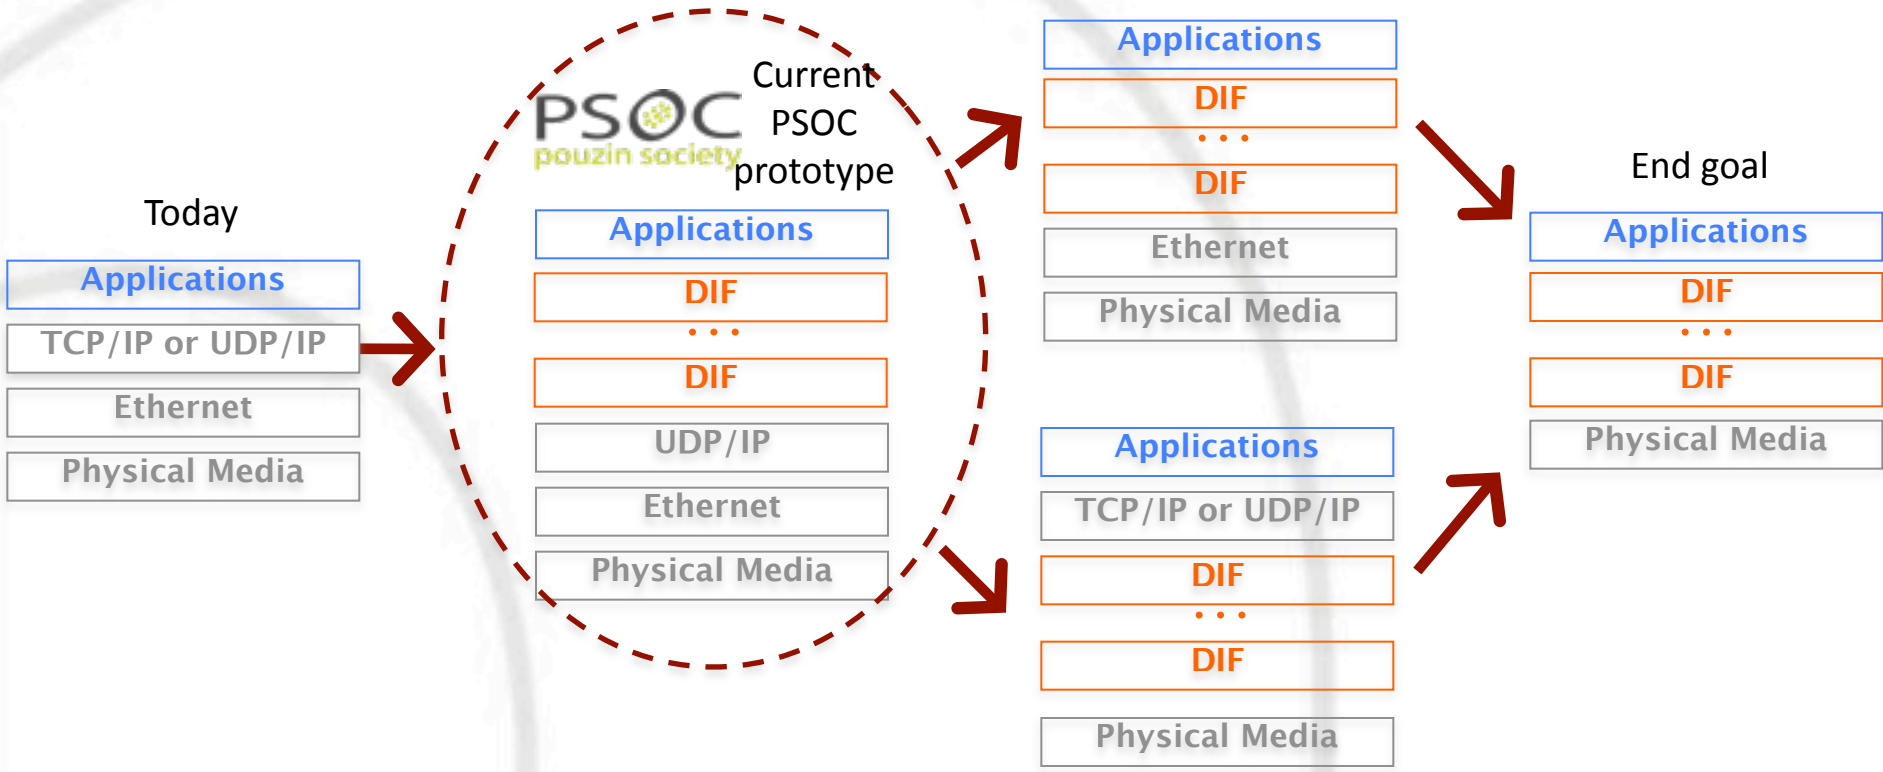 Today
Applications
TCP/IP or UDP/IP
Ethernet
Physical Media
PSOC
pouzin society
Current
PSOC
prototype
Applications
DIF
...
DIF
UDP/IP
Ethernet
Physical Media
Applications
DIF
...
DIF
Ethernet
Physical Media
Applications
TCP/IP or UDP/IP
DIF
...
DIF
Physical Media
End goal
Applications
DIF
...
DIF
Physical Media